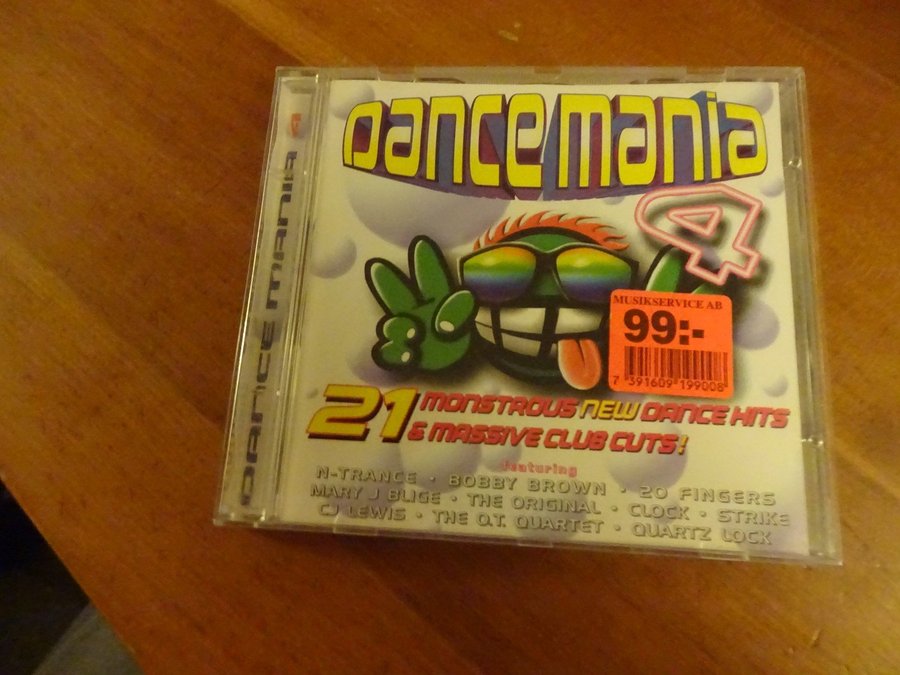 Dance mania
4
DANCE MANIA
MUSIKSERVICE AB
99:-
7 391609 199008
21 MONSTROUS NEW DANCE HITS
& MASSIVE CLUB CUTS!
featuring
N-TRANCE · BOBBY BROWN · 20 FINGERS
MARY J BLIGE · THE ORIGINAL · CLOCK · STRIKE
CJ LEWIS · THE O.T. QUARTET · QUARTZ LOCK